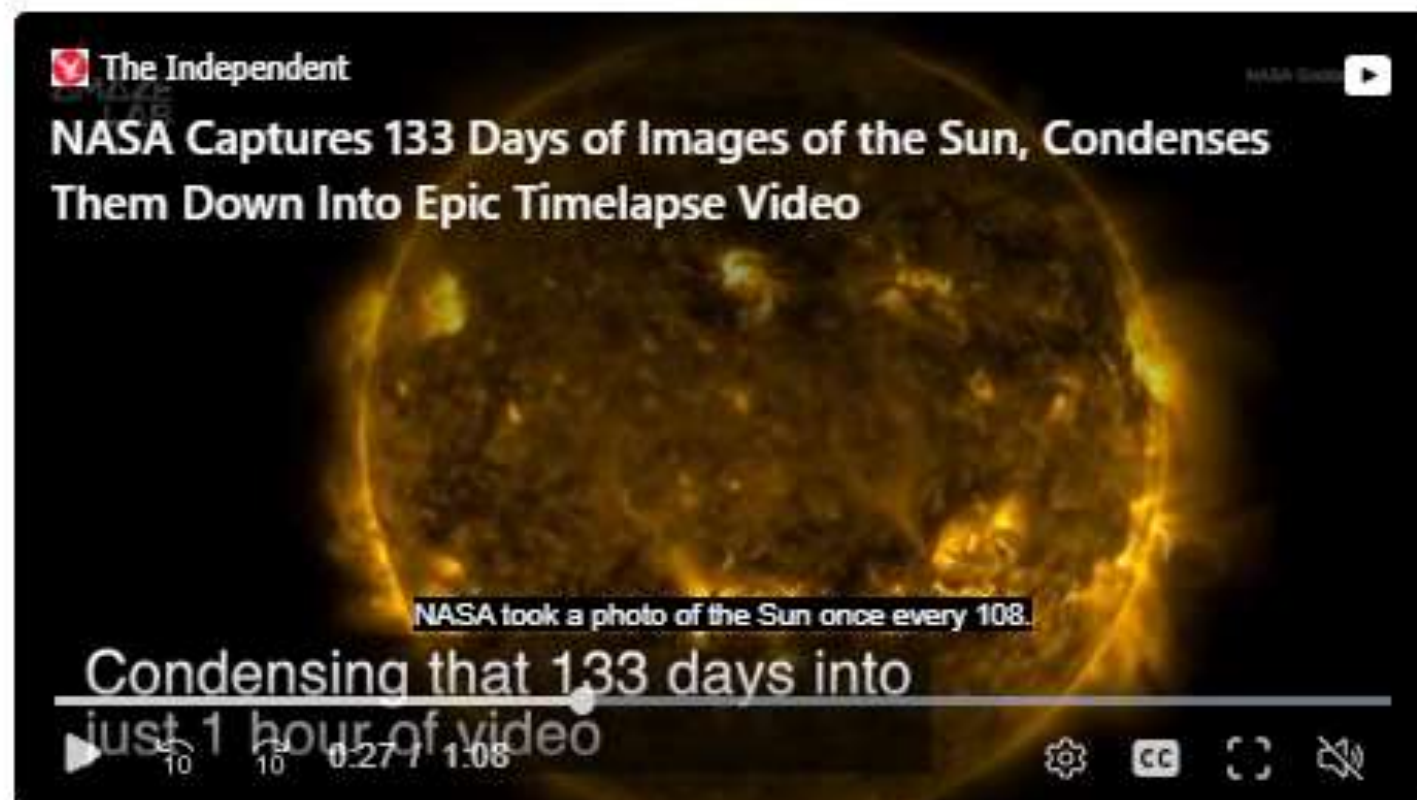 The Independent
AMAZE
LAB
NASA Captures 133 Days of Images of the Sun, Condenses
Them Down Into Epic Timelapse Video
NASA took a photo of the Sun once every 108.
Condensing that 133 days into
just 1 hour of video
10 10 0:27 / 1:08 CC